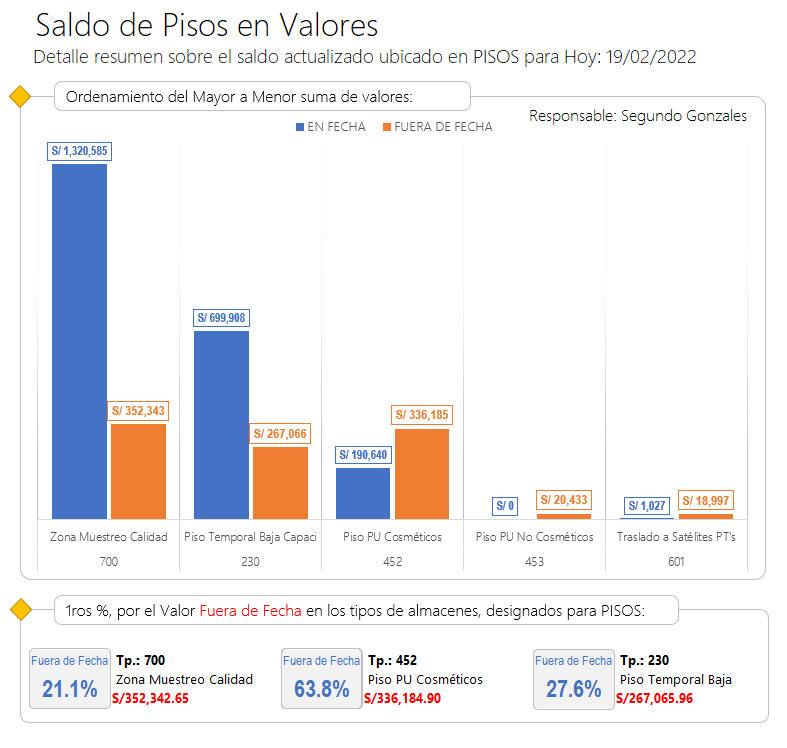 Saldo de Pisos en Valores
Detalle resumen sobre el saldo actualizado ubicado en PISOS para Hoy: 19/02/2022
Ordenamiento del Mayor a Menor suma de valores:
Responsable: Segundo Gonzales
EN FECHA FUERA DE FECHA
S/ 1,320,585
S/ 352,343
S/ 699,908
S/ 267,066
S/ 190,640
S/ 336,185
S/ 0
S/ 20,433
S/ 1,027
S/ 18,997
Zona Muestreo Calidad Piso Temporal Baja Capaci Piso PU Cosméticos Piso PU No Cosméticos Traslado a Satélites PT's
700 230 452 453 601
1ros %, por el Valor Fuera de Fecha en los tipos de almacenes, designados para PISOS:
Fuera de Fecha
21.1%
Tp.: 700
Zona Muestreo Calidad
S/352,342.65
Fuera de Fecha
63.8%
Tp.: 452
Piso PU Cosméticos
S/336,184.90
Fuera de Fecha
27.6%
Tp.: 230
Piso Temporal Baja
S/267,065.96